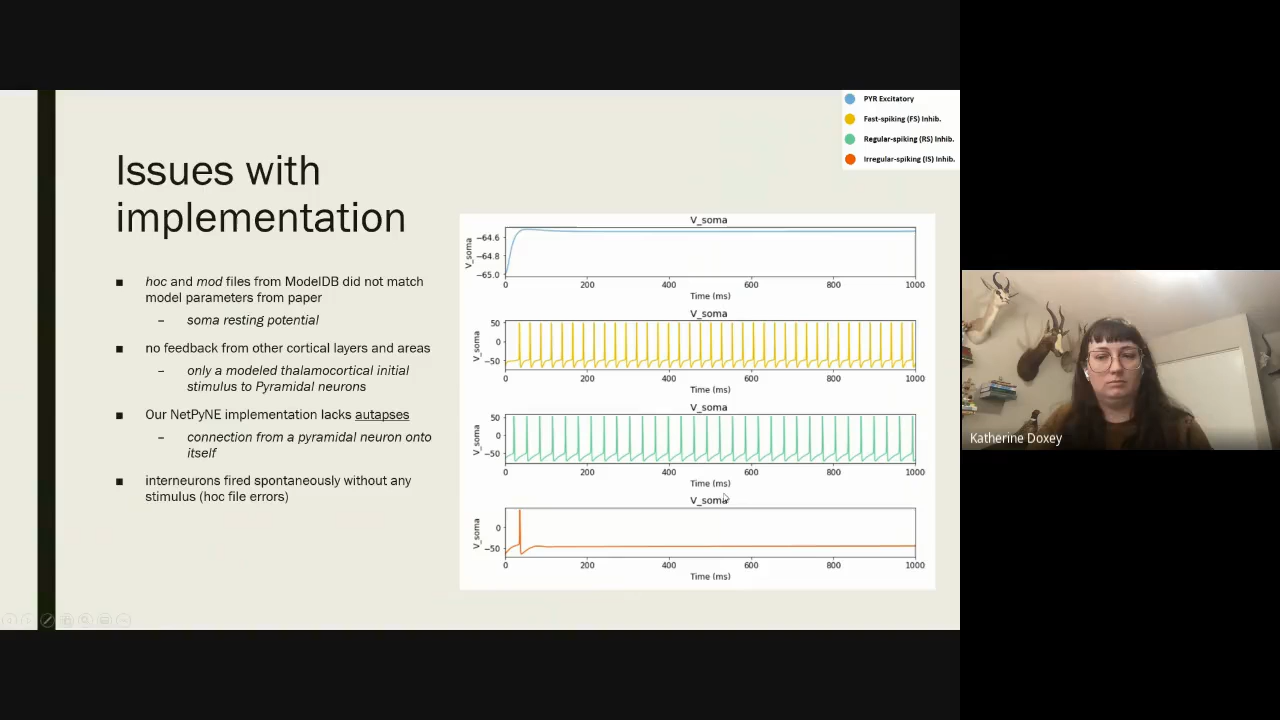 PYR Excitatory
Fast-spiking (FS) Inhib.
Regular-spiking (RS) Inhib.
Irregular-spiking (IS) Inhib.
Issues with
implementation
■ hoc and mod files from ModelDB did not match
model parameters from paper
– soma resting potential
■ no feedback from other cortical layers and areas
– only a modeled thalamocortical initial
stimulus to Pyramidal neurons
■ Our NetPyNE implementation lacks autapses
– connection from a pyramidal neuron onto
itself
■ interneurons fired spontaneously without any
stimulus (hoc file errors)
V_soma
V_soma
−64.6
−64.8
−65.0
0 200 400 600 800 1000
Time (ms)
V_soma
V_soma
50
0
−50
0 200 400 600 800 1000
Time (ms)
V_soma
V_soma
50
0
−50
0 200 400 600 800 1000
Time (ms)
V_soma
V_soma
0
−50
0 200 400 600 800 1000
Time (ms)
Katherine Doxey